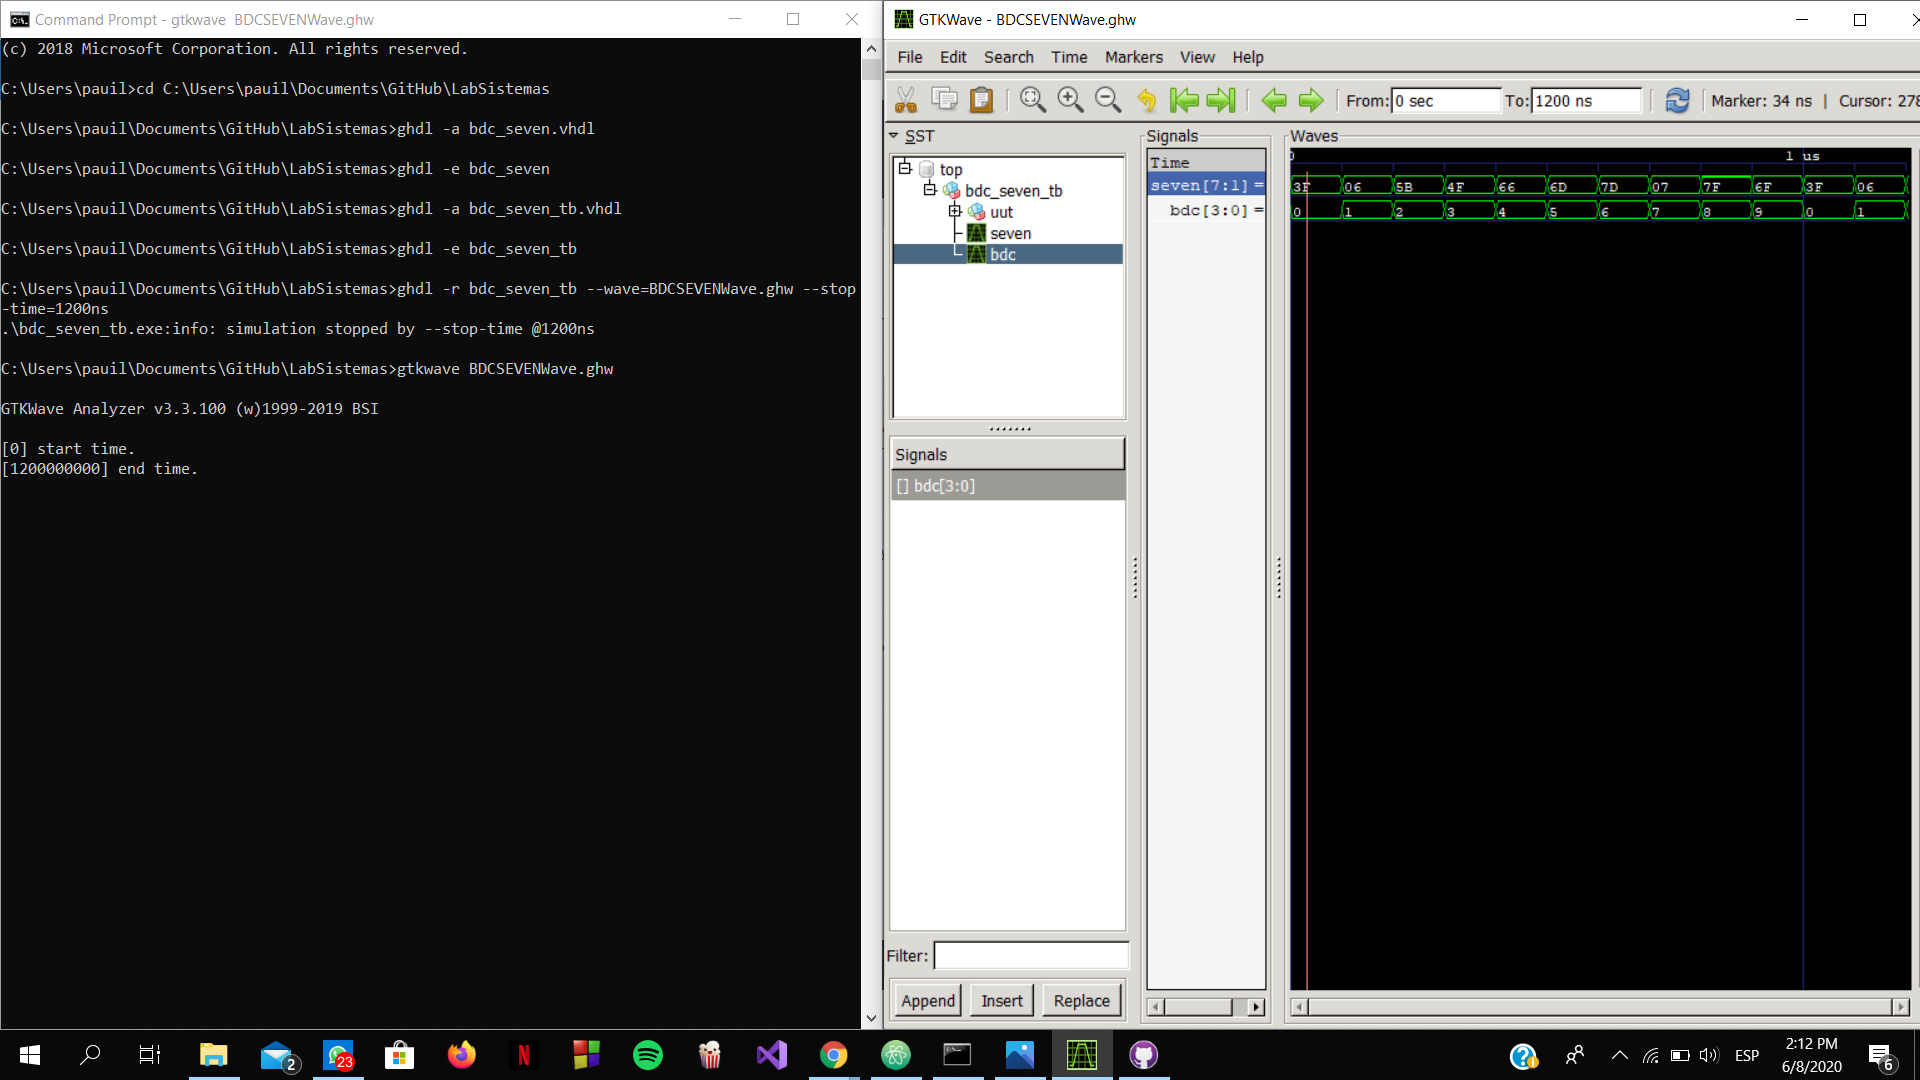 Command Prompt - gtkwave  BDCSEVENWave.ghw
(c) 2018 Microsoft Corporation. All rights reserved.
C:\Users\pauil>cd C:\Users\pauil\Documents\GitHub\LabSistemas
C:\Users\pauil\Documents\GitHub\LabSistemas>ghdl -a bdc_seven.vhdl
C:\Users\pauil\Documents\GitHub\LabSistemas>ghdl -e bdc_seven
C:\Users\pauil\Documents\GitHub\LabSistemas>ghdl -a bdc_seven_tb.vhdl
C:\Users\pauil\Documents\GitHub\LabSistemas>ghdl -e bdc_seven_tb
C:\Users\pauil\Documents\GitHub\LabSistemas>ghdl -r bdc_seven_tb --wave=BDCSEVENWave.ghw --stop
-time=1200ns
.\bdc_seven_tb.exe:info: simulation stopped by --stop-time @1200ns
C:\Users\pauil\Documents\GitHub\LabSistemas>gtkwave BDCSEVENWave.ghw
GTKWave Analyzer v3.3.100 (w)1999-2019 BSI
[0] start time.
[1200000000] end time.
GTKWave - BDCSEVENWave.ghw
File Edit Search Time Markers View Help
From: 0 sec To: 1200 ns Marker: 34 ns | Cursor: 278
SST
top
bdc_seven_tb
uut
seven
bdc
Signals
[] bdc[3:0]
Filter:
Append Insert Replace
Signals
Time
seven[7:1] =
bdc[3:0] =
Waves
0 1 us
3F 06 5B 4F 66 6D 7D 07 7F 6F 3F 06
0 1 2 3 4 5 6 7 8 9 0 1
2 23 ESP 2:12 PM
6/8/2020 6